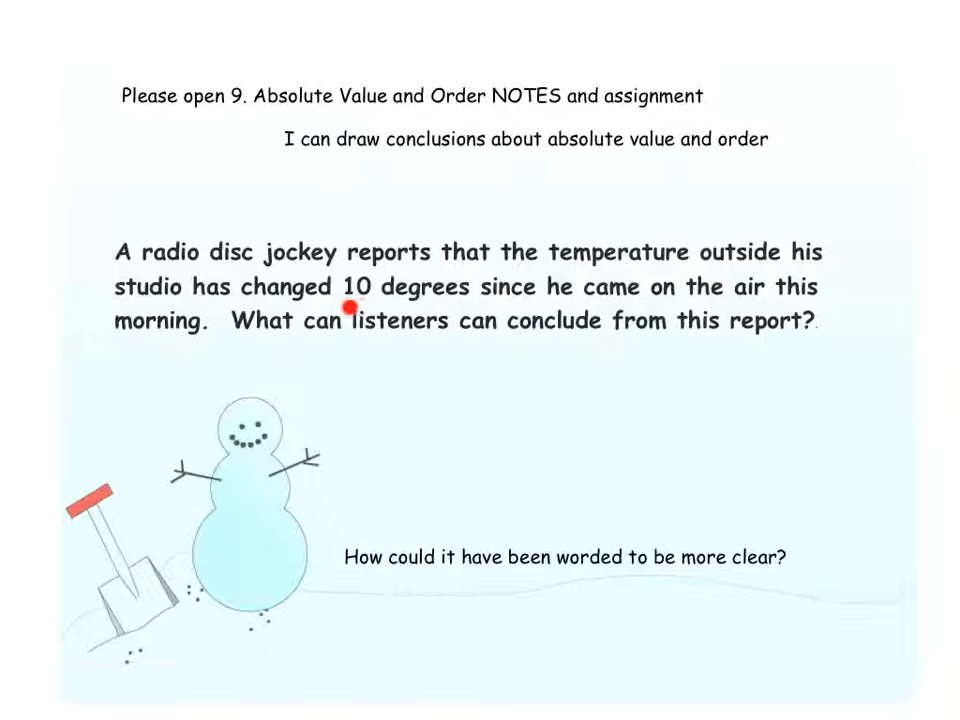 Please open 9. Absolute Value and Order NOTES and assignment
I can draw conclusions about absolute value and order
A radio disc jockey reports that the temperature outside his
studio has changed 10 degrees since he came on the air this
morning. What can listeners can conclude from this report?
How could it have been worded to be more clear?